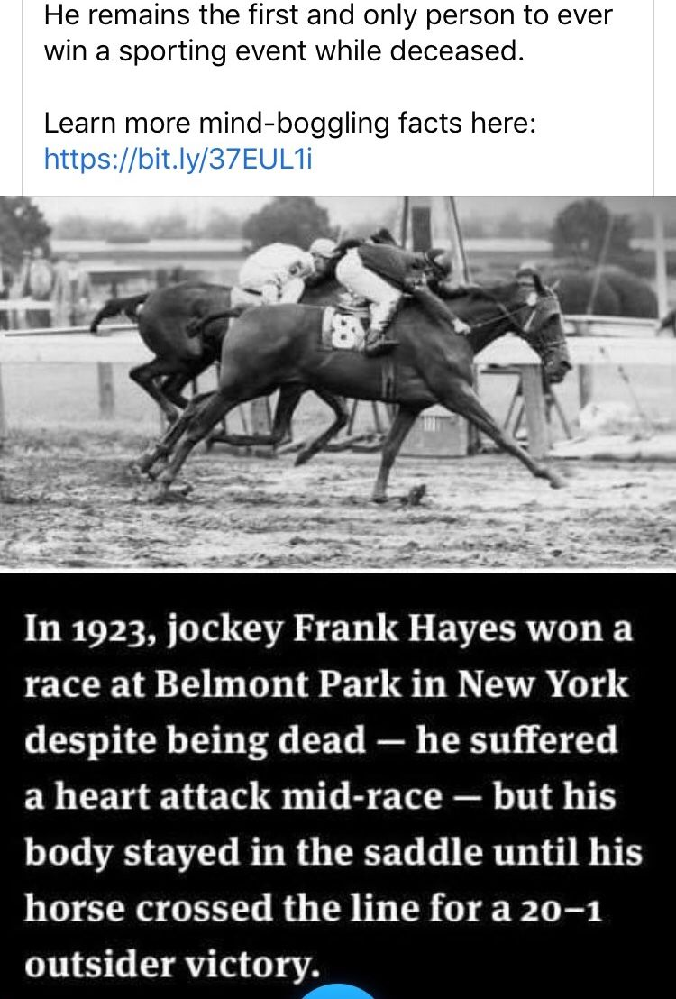 He remains the first and only person to ever
win a sporting event while deceased.
Learn more mind-boggling facts here:
https://bit.ly/37EUL1i
8
In 1923, jockey Frank Hayes won a
race at Belmont Park in New York
despite being dead — he suffered
a heart attack mid-race — but his
body stayed in the saddle until his
horse crossed the line for a 20–1
outsider victory.